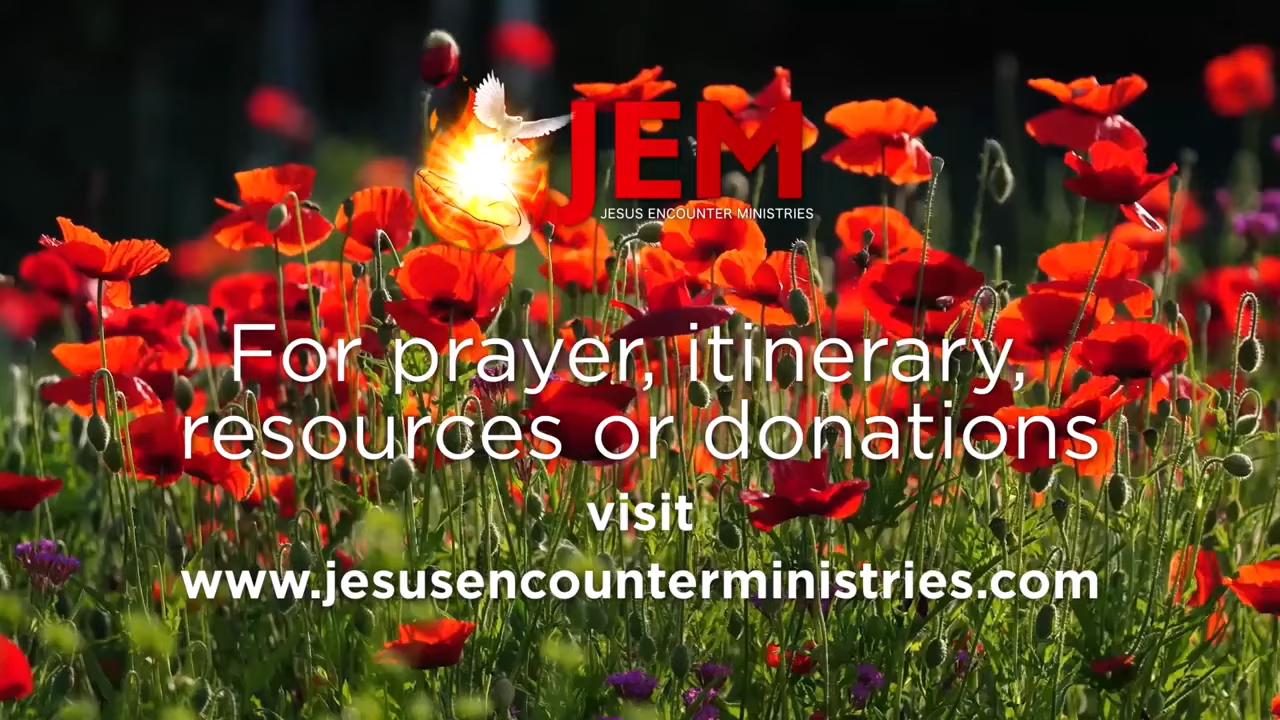 JEM
JESUS ENCOUNTER MINISTRIES
For prayer, itinerary,
resources or donations
visit
www.jesusencounterministries.com